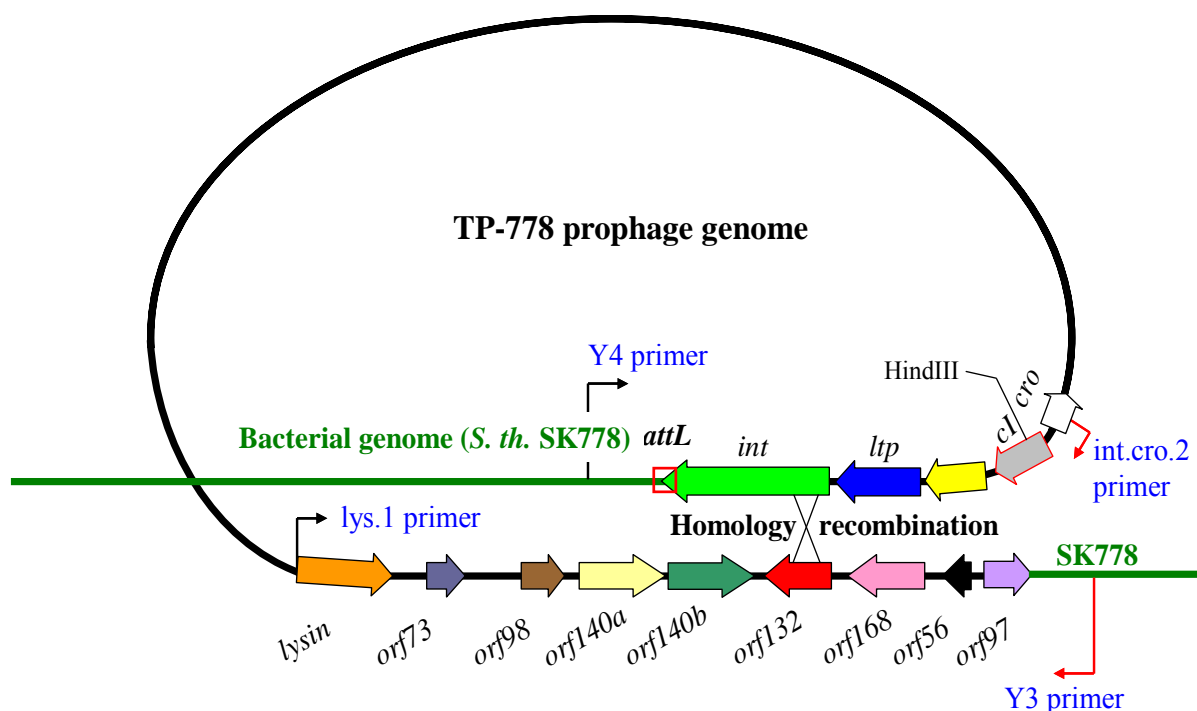 TP-778 prophage genome
Y4 primer
HindIII
cro
cI
Bacterial genome (S. th. SK778)
attL
int
ltp
int.cro.2
primer
lys.1 primer
Homology recombination
SK778
lysin
orf73
orf98
orf140a
orf140b
orf132
orf168
orf56
orf97
Y3 primer